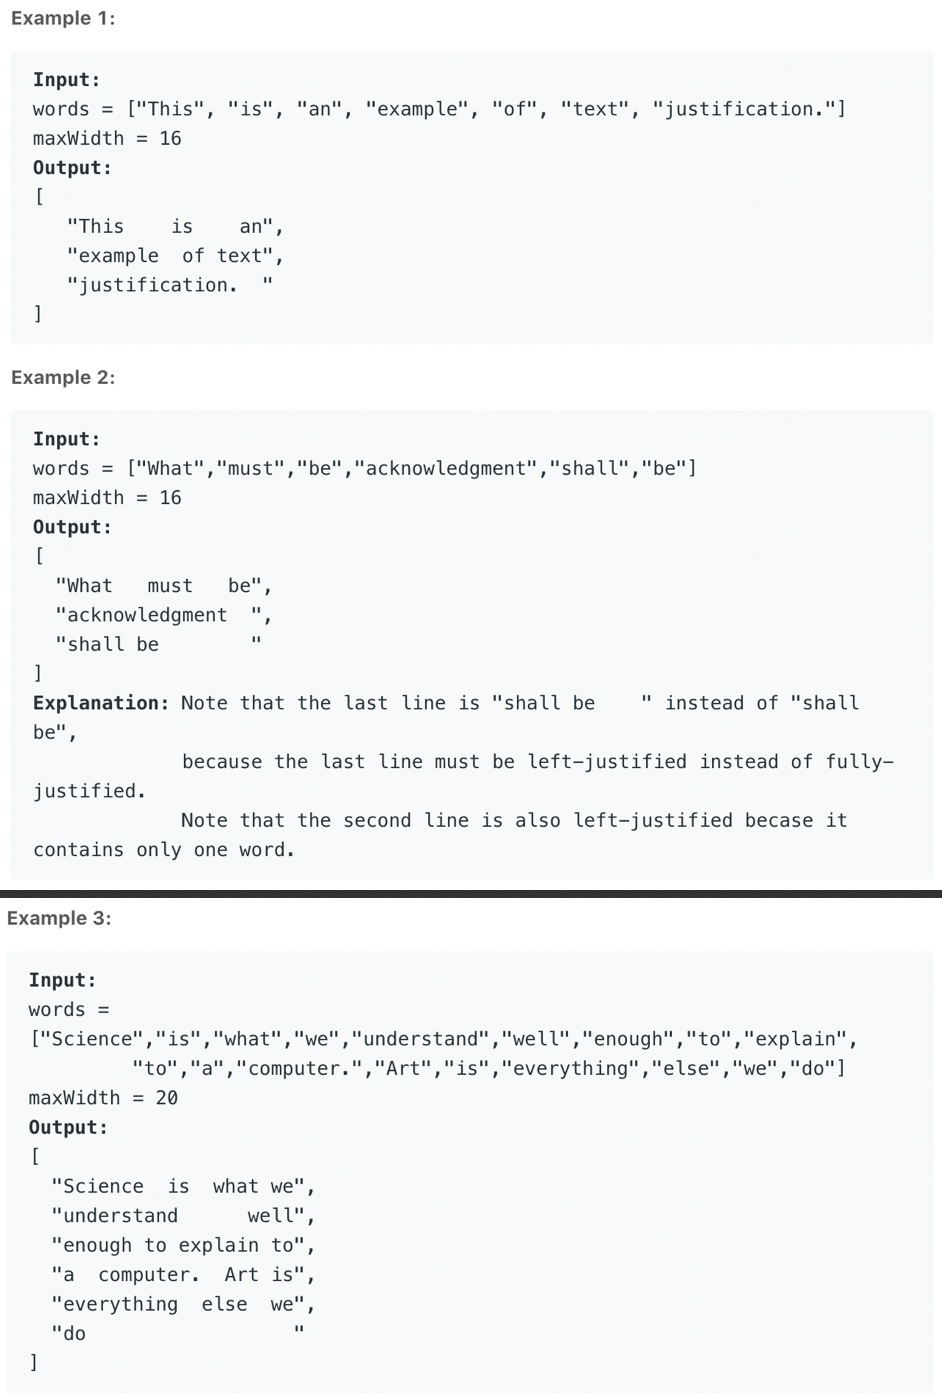 Example 1:
Input:
words = ["This", "is", "an", "example", "of", "text", "justification."]
maxWidth = 16
Output:
[
   "This    is    an",
   "example  of text",
   "justification.  "
]
Example 2:
Input:
words = ["What","must","be","acknowledgment","shall","be"]
maxWidth = 16
Output:
[
  "What   must   be",
  "acknowledgment  ",
  "shall be        "
]
Explanation: Note that the last line is "shall be    " instead of "shall
be",
             because the last line must be left-justified instead of fully-
justified.
             Note that the second line is also left-justified becase it
contains only one word.
Example 3:
Input:
words =
["Science","is","what","we","understand","well","enough","to","explain",
         "to","a","computer.","Art","is","everything","else","we","do"]
maxWidth = 20
Output:
[
  "Science  is  what we",
  "understand      well",
  "enough to explain to",
  "a  computer.  Art is",
  "everything  else  we",
  "do                  "
]